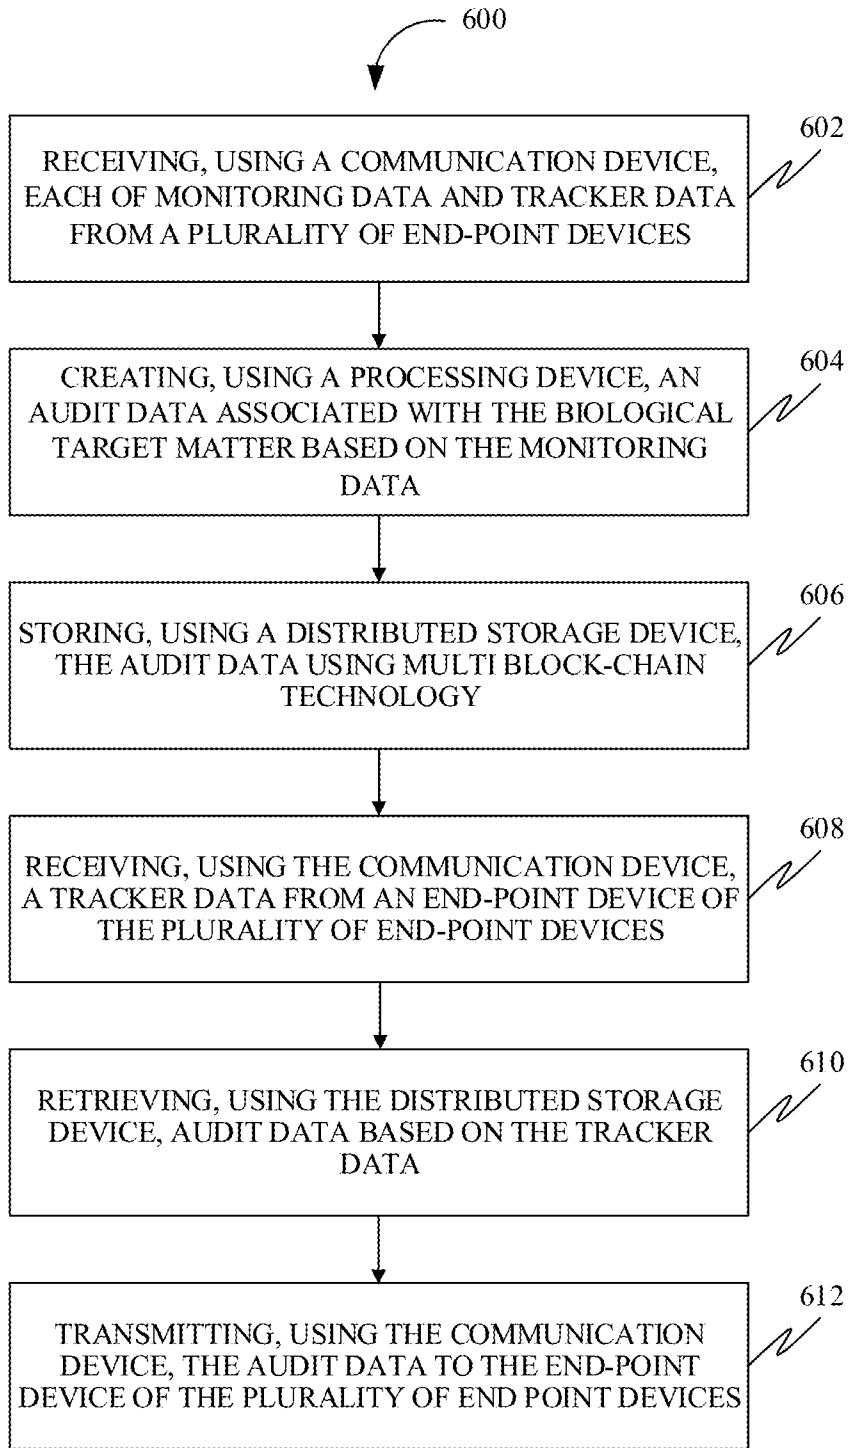 600
602
RECEIVING, USING A COMMUNICATION DEVICE,
EACH OF MONITORING DATA AND TRACKER DATA
FROM A PLURALITY OF END-POINT DEVICES
604
CREATING, USING A PROCESSING DEVICE, AN
AUDIT DATA ASSOCIATED WITH THE BIOLOGICAL
TARGET MATTER BASED ON THE MONITORING
DATA
606
STORING, USING A DISTRIBUTED STORAGE DEVICE,
THE AUDIT DATA USING MULTI BLOCK-CHAIN
TECHNOLOGY
608
RECEIVING, USING THE COMMUNICATION DEVICE,
A TRACKER DATA FROM AN END-POINT DEVICE OF
THE PLURALITY OF END-POINT DEVICES
610
RETRIEVING, USING THE DISTRIBUTED STORAGE
DEVICE, AUDIT DATA BASED ON THE TRACKER
DATA
612
TRANSMITTING, USING THE COMMUNICATION
DEVICE, THE AUDIT DATA TO THE END-POINT
DEVICE OF THE PLURALITY OF END POINT DEVICES